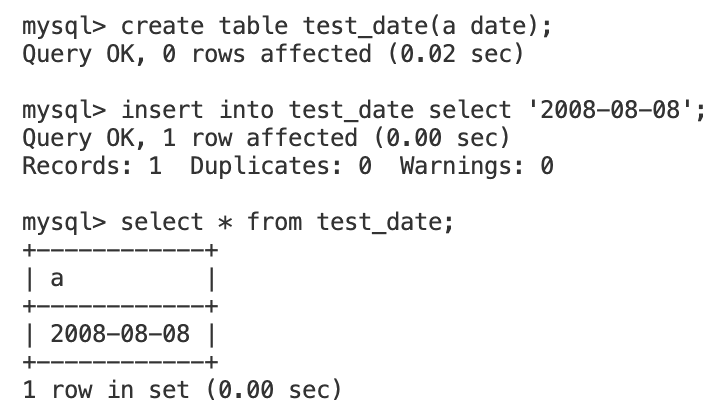 mysql> create table test_date(a date);
Query OK, 0 rows affected (0.02 sec)

mysql> insert into test_date select '2008-08-08';
Query OK, 1 row affected (0.00 sec)
Records: 1  Duplicates: 0  Warnings: 0

mysql> select * from test_date;
+------------+
| a          |
+------------+
| 2008-08-08 |
+------------+
1 row in set (0.00 sec)